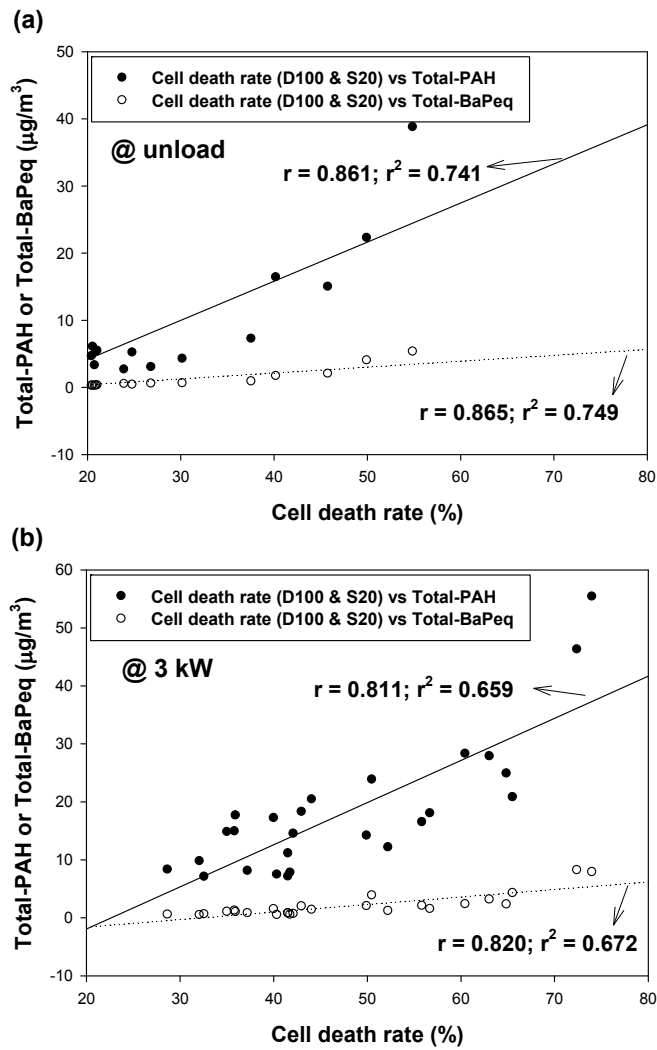 (a)
50
40
30
20
10
0
-10
Total-PAH or Total-BaPeq (µg/m³)
Cell death rate (D100 & S20) vs Total-PAH
Cell death rate (D100 & S20) vs Total-BaPeq
@ unload
r = 0.861; r² = 0.741
r = 0.865; r² = 0.749
20 30 40 50 60 70 80
Cell death rate (%)
(b)
60
50
40
30
20
10
0
-10
Total-PAH or Total-BaPeq (µg/m³)
Cell death rate (D100 & S20) vs Total-PAH
Cell death rate (D100 & S20) vs Total-BaPeq
@ 3 kW
r = 0.811; r² = 0.659
r = 0.820; r² = 0.672
20 30 40 50 60 70 80
Cell death rate (%)